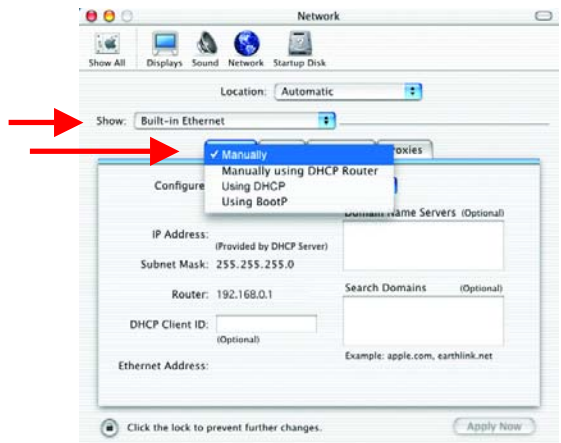 Network
Show All Displays Sound Network Startup Disk
Location: Automatic
Show: Built-in Ethernet
Proxies
Manually
Manually using DHCP Router
Using DHCP
Using BootP
Configure
Domain Name Servers (Optional)
IP Address:
(Provided by DHCP Server)
Subnet Mask: 255.255.255.0
Router: 192.168.0.1
Search Domains (Optional)
DHCP Client ID:
(Optional)
Example: apple.com, earthlink.net
Ethernet Address:
Click the lock to prevent further changes.
Apply Now